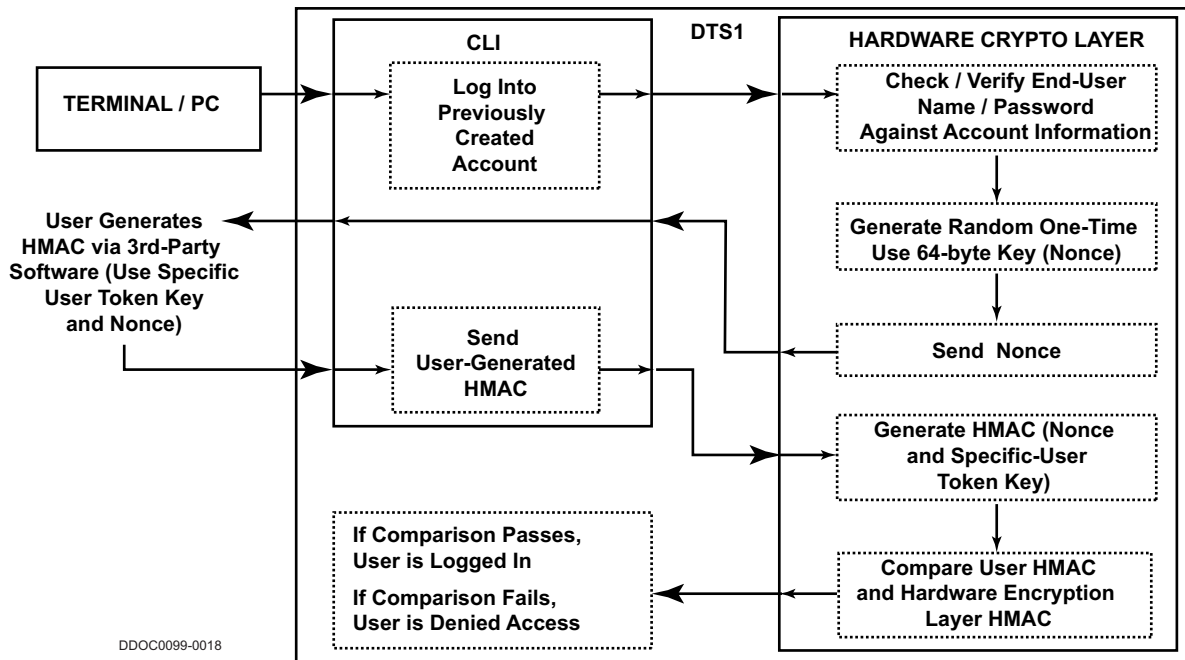 DTS1
CLI
HARDWARE CRYPTO LAYER
TERMINAL / PC
Log Into
Previously
Created
Account
Check / Verify End-User
Name / Password
Against Account Information
Generate Random One-Time
Use 64-byte Key (Nonce)
Send Nonce
User Generates
HMAC via 3rd-Party
Software (Use Specific
User Token Key
and Nonce)
Send
User-Generated
HMAC
Generate HMAC (Nonce
and Specific-User
Token Key)
Compare User HMAC
and Hardware Encryption
Layer HMAC
If Comparison Passes,
User is Logged In
If Comparison Fails,
User is Denied Access
DDOC0099-0018